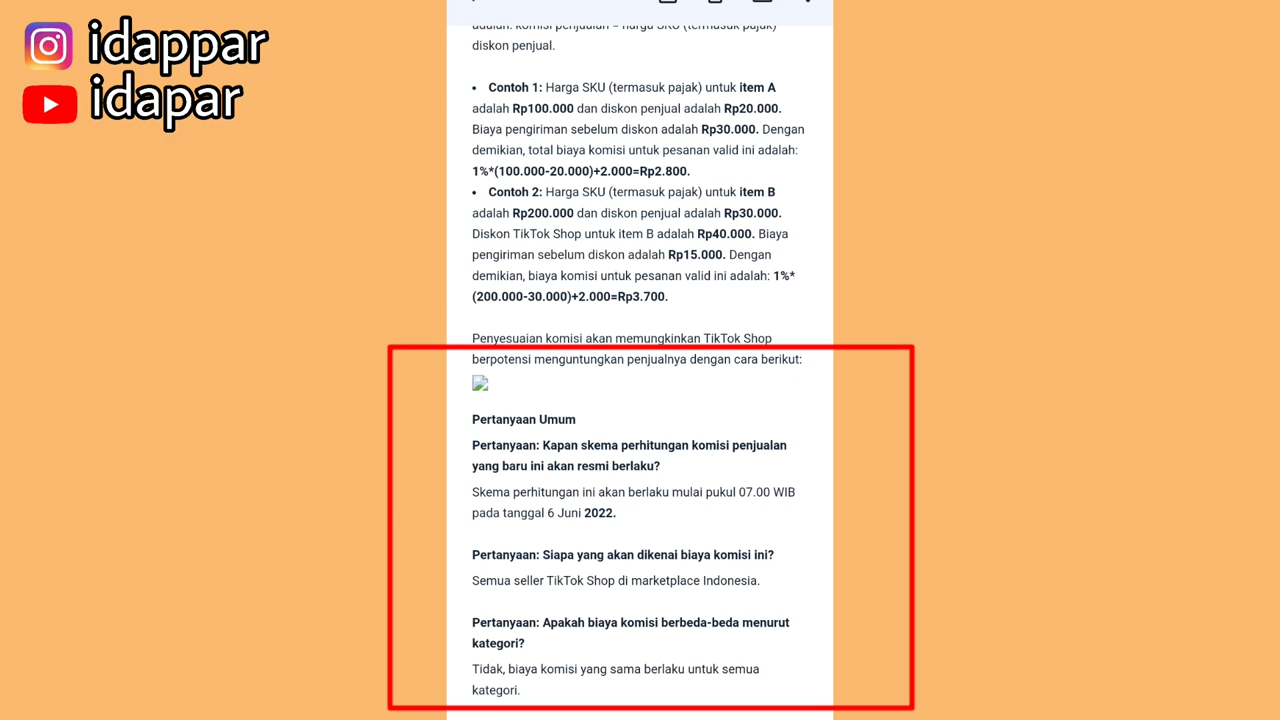 idappar
idapar
adalah: komisi penjualan = harga SKU (termasuk pajak)
diskon penjual.
• Contoh 1: Harga SKU (termasuk pajak) untuk item A
adalah Rp100.000 dan diskon penjual adalah Rp20.000.
Biaya pengiriman sebelum diskon adalah Rp30.000. Dengan
demikian, total biaya komisi untuk pesanan valid ini adalah:
1%*(100.000-20.000)+2.000=Rp2.800.
• Contoh 2: Harga SKU (termasuk pajak) untuk item B
adalah Rp200.000 dan diskon penjual adalah Rp30.000.
Diskon TikTok Shop untuk item B adalah Rp40.000. Biaya
pengiriman sebelum diskon adalah Rp15.000. Dengan
demikian, biaya komisi untuk pesanan valid ini adalah: 1%*
(200.000-30.000)+2.000=Rp3.700.
Penyesuaian komisi akan memungkinkan TikTok Shop
berpotensi menguntungkan penjualnya dengan cara berikut:
Pertanyaan Umum
Pertanyaan: Kapan skema perhitungan komisi penjualan
yang baru ini akan resmi berlaku?
Skema perhitungan ini akan berlaku mulai pukul 07.00 WIB
pada tanggal 6 Juni 2022.
Pertanyaan: Siapa yang akan dikenai biaya komisi ini?
Semua seller TikTok Shop di marketplace Indonesia.
Pertanyaan: Apakah biaya komisi berbeda-beda menurut
kategori?
Tidak, biaya komisi yang sama berlaku untuk semua
kategori.